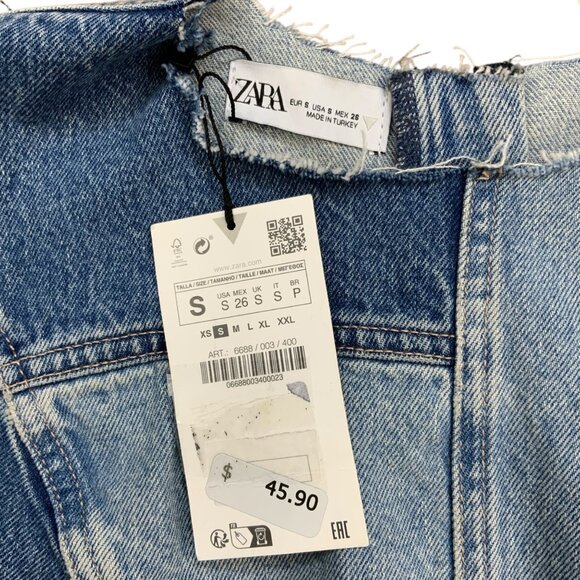 ZARA
EUR S USA S MEX 26
MADE IN TURKEY
www.zara.com
TALLA / SIZE / TAMANHO / TAILLE / MAAT / ΜΕΓΕΘΟΣ
S
USA MEX UK IT BR
S 26 S S P
XS S M L XL XXL
ART.: 6688 / 003 / 400
06688003400023
$
45.90
EAC